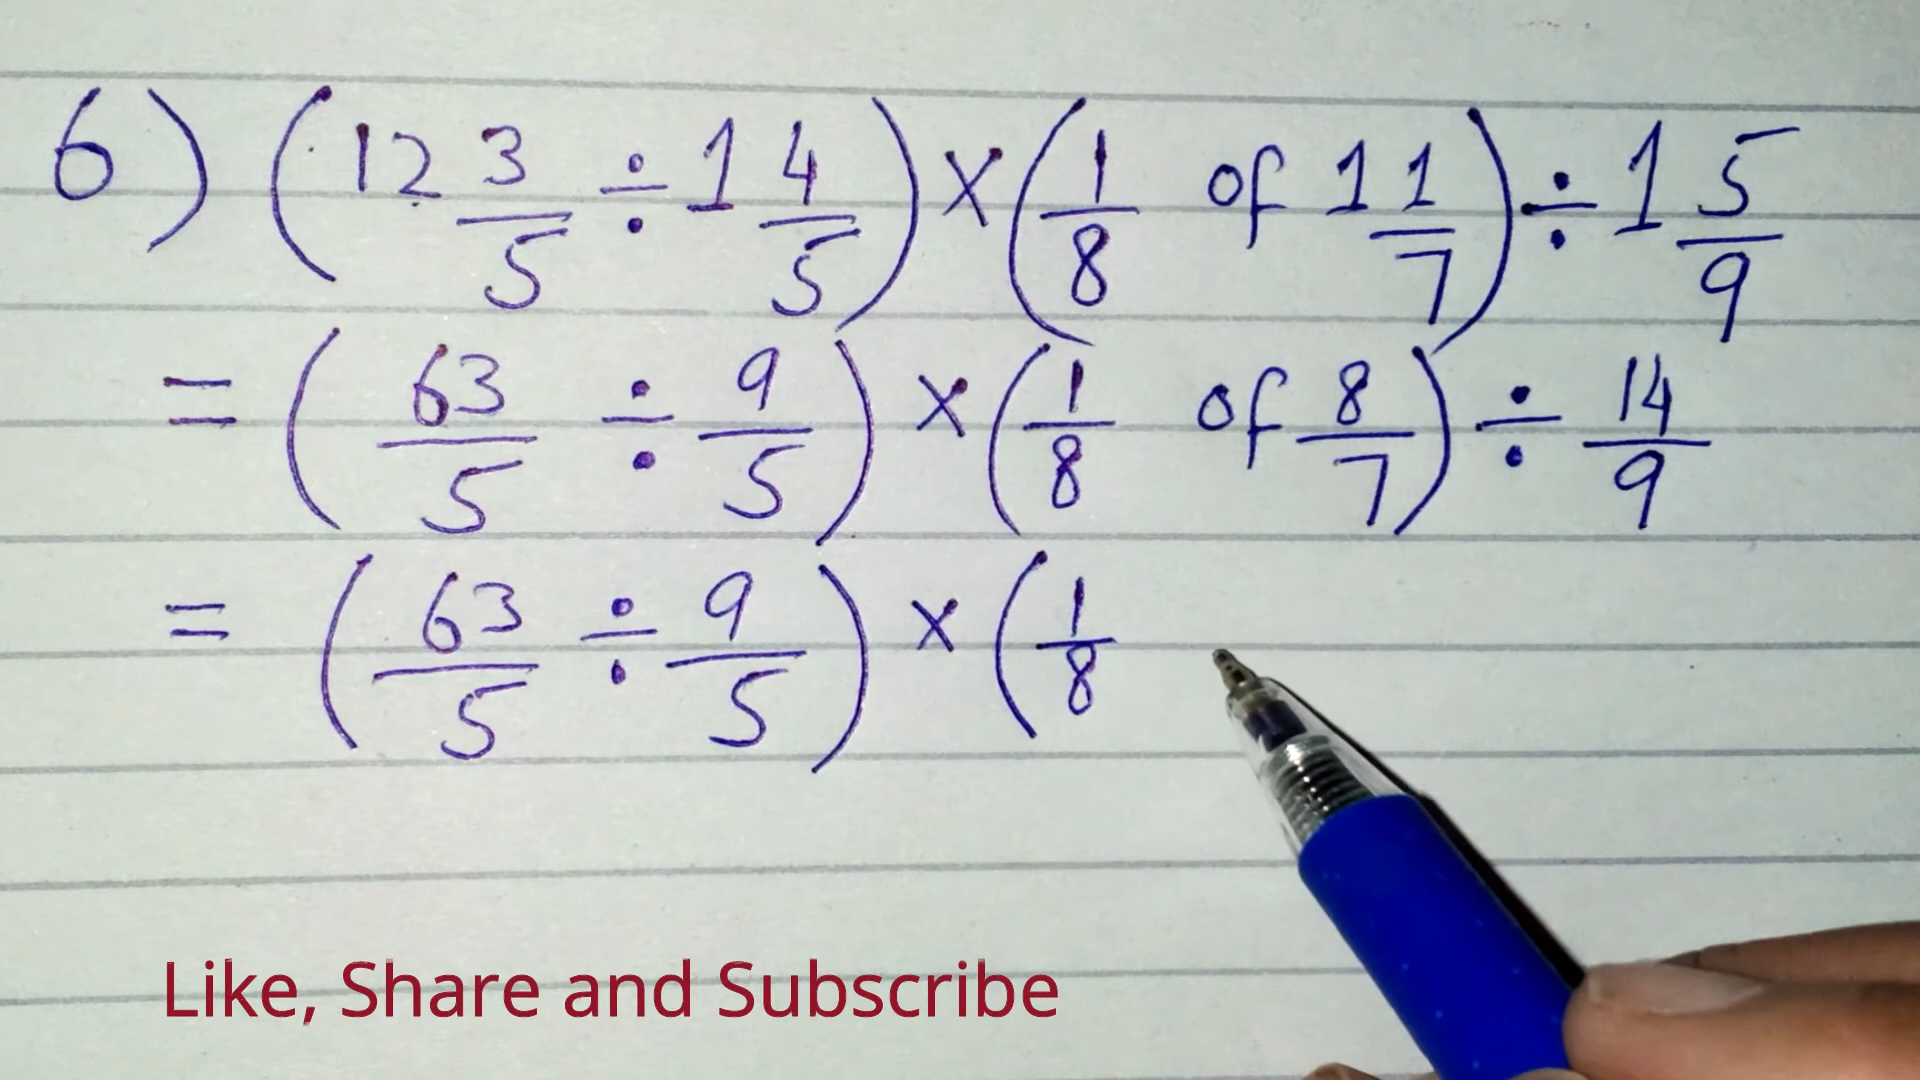 6) (12 3/5 ÷ 1 4/5) × (1/8 of 1 1/7) ÷ 1 5/9
= (63/5 ÷ 9/5) × (1/8 of 8/7) ÷ 14/9
= (63/5 ÷ 9/5) × (1/8
Like, Share and Subscribe